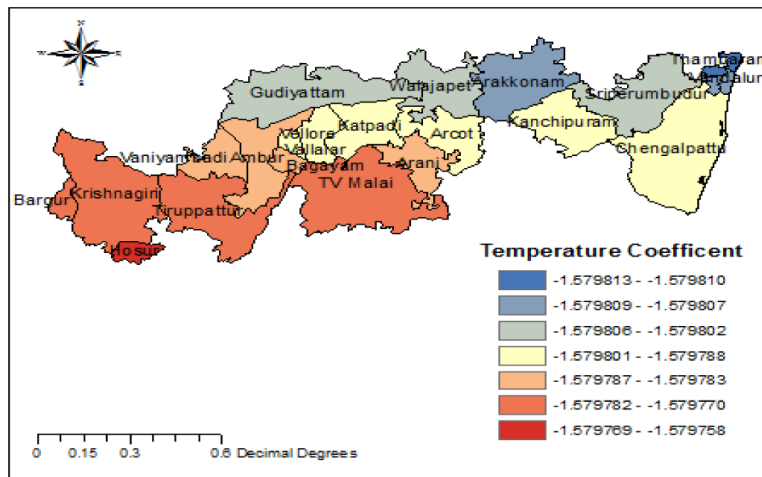 N
W E
S
Thambaram
Vandalur
Gudiyattam
Walajapet
Arakkonam
Sriperumbudur
Vellore
Katpadi
Arcot
Kanchipuram
Chengalpattu
Vaniyambadi
Ambur
Vallarar
Bagayam
Arani
TV Malai
Bargur
Krishnagiri
Tiruppattur
Hosur
Temperature Coefficent
-1.579813 - -1.579810
-1.579809 - -1.579807
-1.579806 - -1.579802
-1.579801 - -1.579788
-1.579787 - -1.579783
-1.579782 - -1.579770
-1.579769 - -1.579758
0 0.15 0.3 0.6 Decimal Degrees